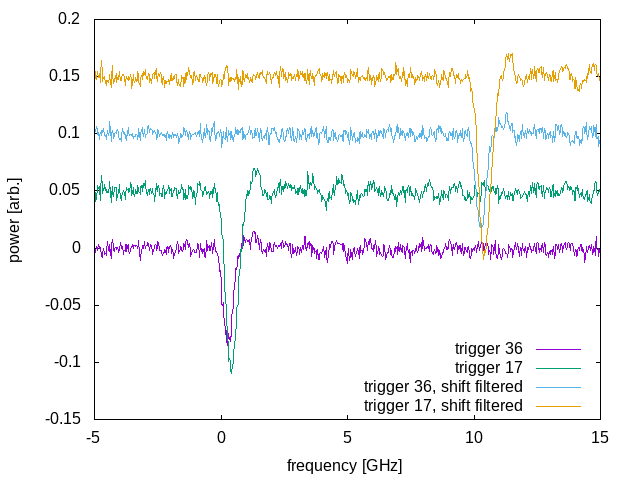 0.2
0.15
0.1
0.05
0
-0.05
-0.1
-0.15
power [arb.]
trigger 36
trigger 17
trigger 36, shift filtered
trigger 17, shift filtered
-5 0 5 10 15
frequency [GHz]